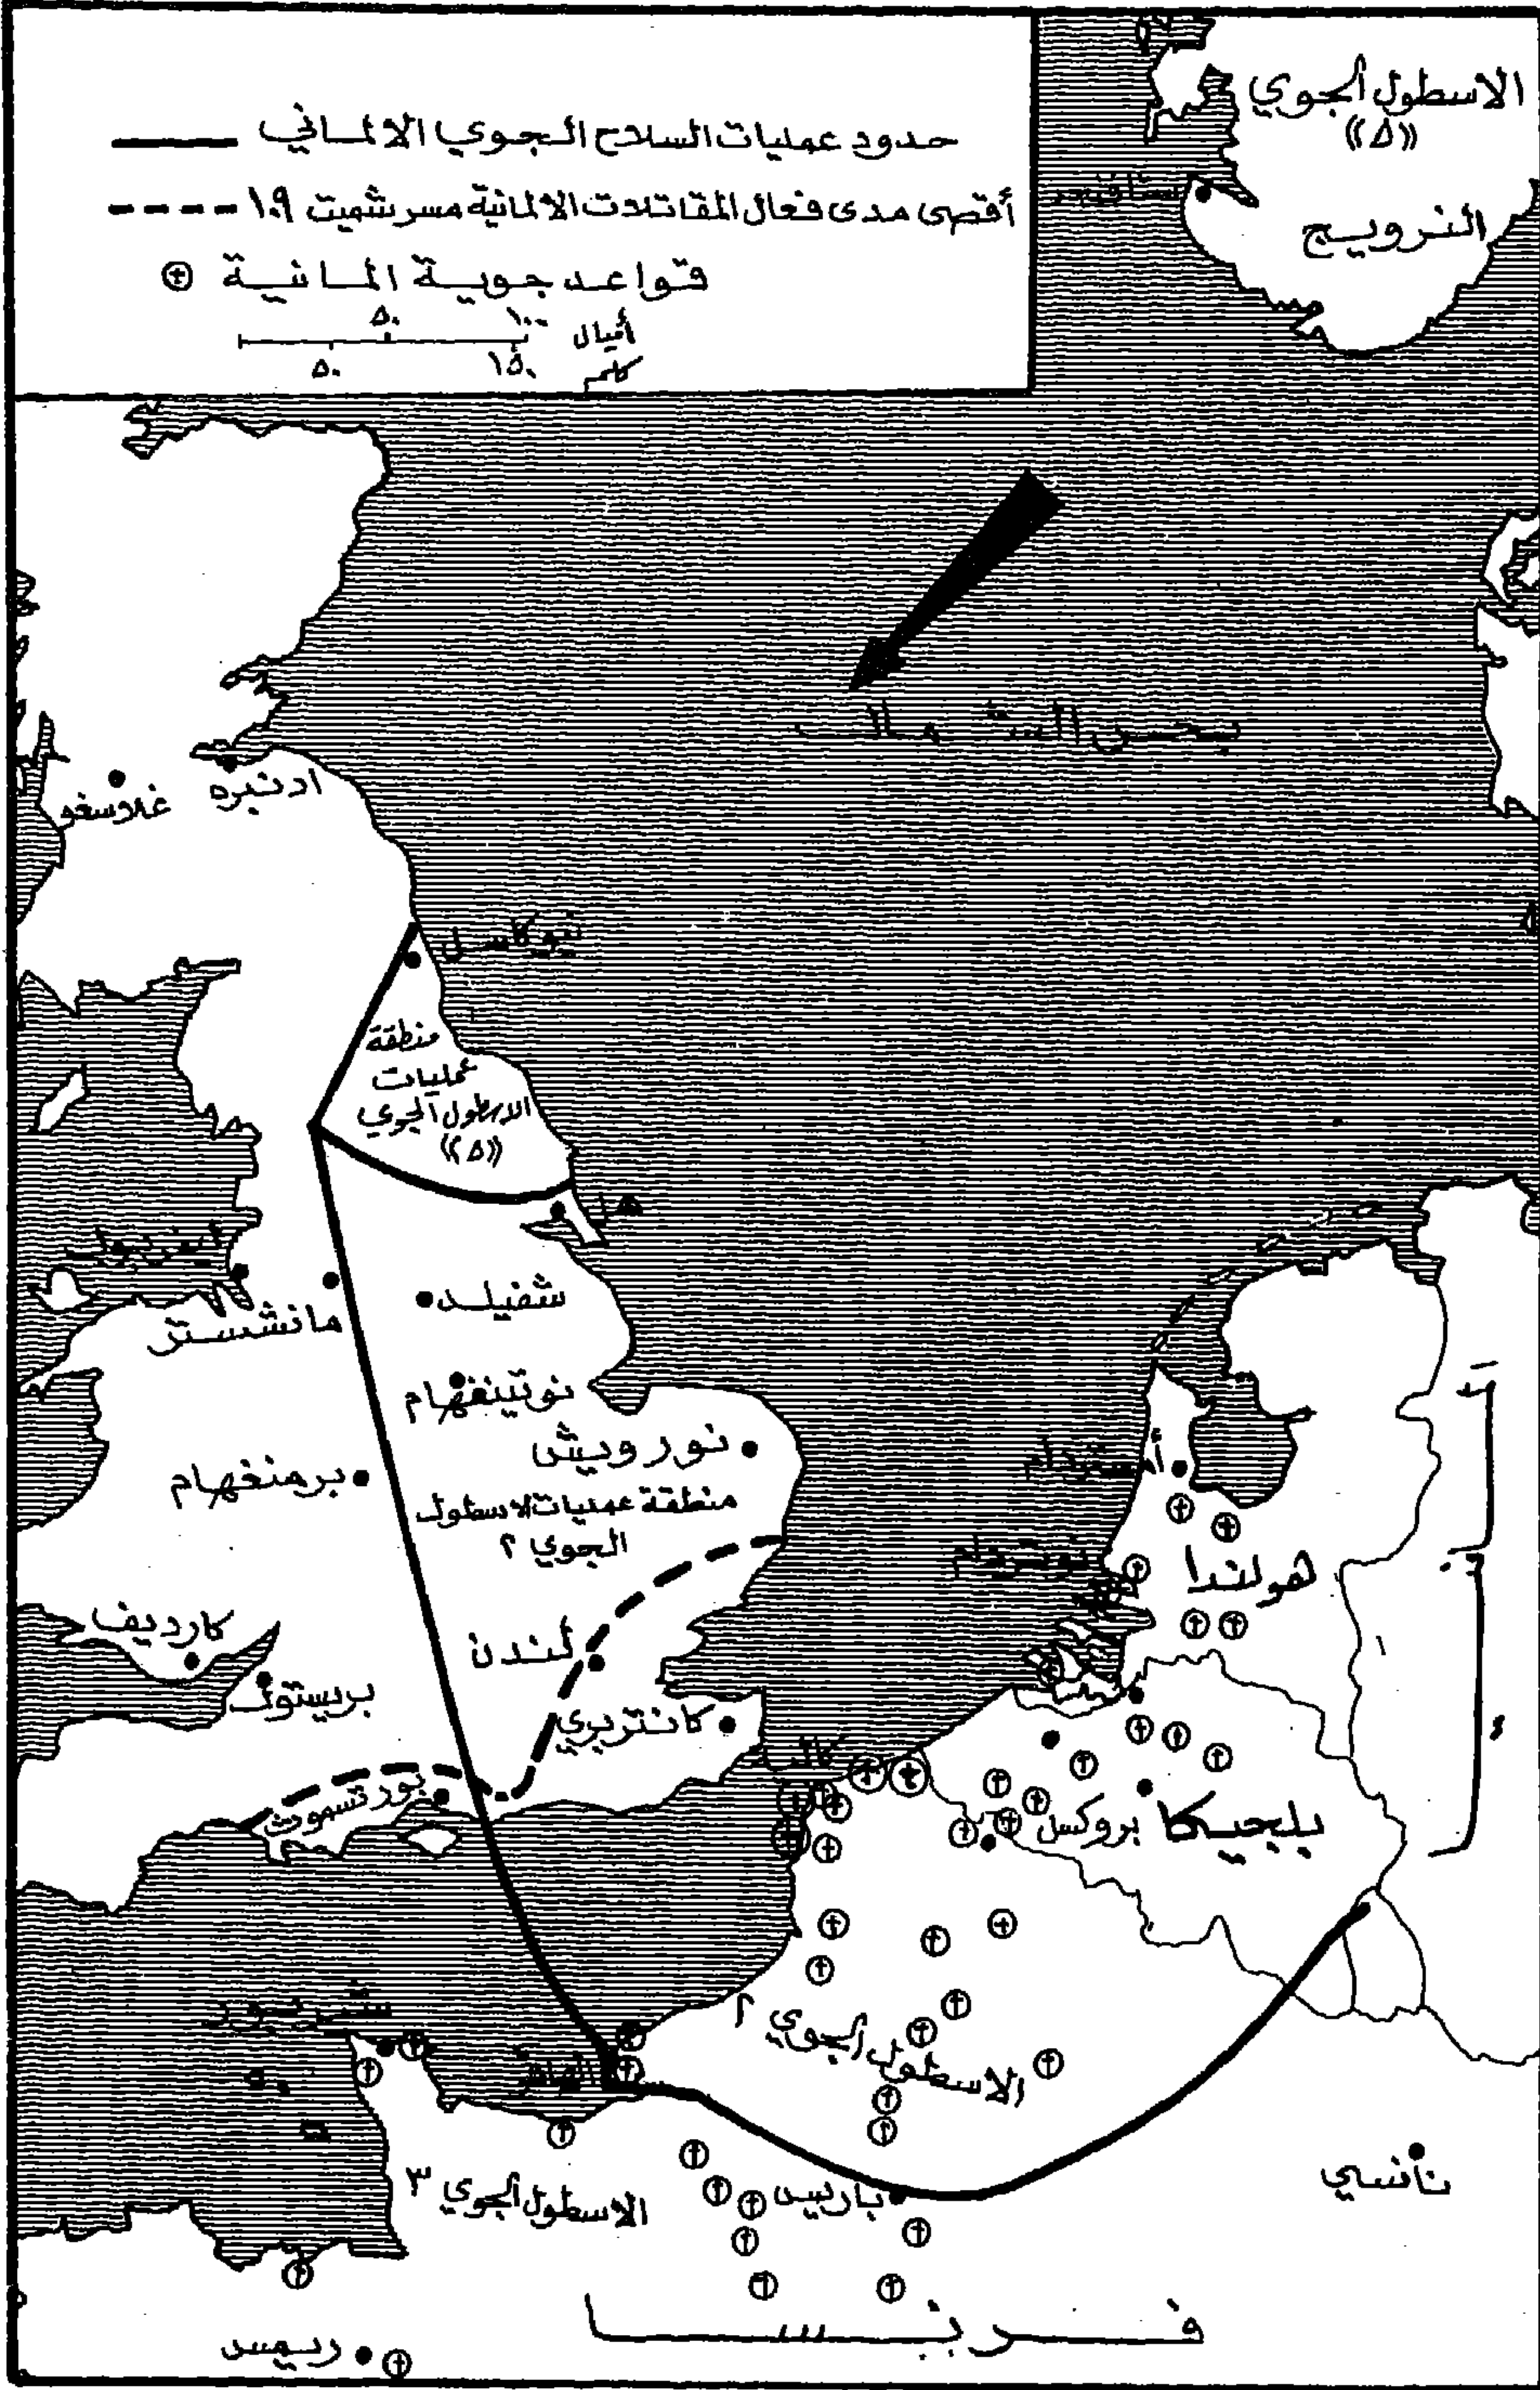 حدود عمليات السلاح الجوي الالماني
أقصى مدى فعال المقاتلات الالمانية مسرشميت ١٠٩
قواعد جوية المانية
٥٠ ١٠٠ أميال
٥٠ ١٥٠ كلم
الاسطول الجوي
((٥))
ستافنجر
النرويج
بحر الشمال
ادنبره
غلاوسغو
نيوكاسل
منطقة
عمليات
الاسطول الجوي
((٥))
هل
ليفربول
مانشستر
شفيلد
نوتينغهام
نورويش
برمنغهام
منطقة عمليات الاسطول
الجوي ٢
أمستردام
روتردام
هولندا
كارديف
بريستول
لندن
كانتربري
بورتسموث
كاليه
بروكسل
بلجيكا
شربور
الهافر
الاسطول الجوي ٢
الاسطول الجوي ٣
باريس
نانسي
فرنسا
ريمس